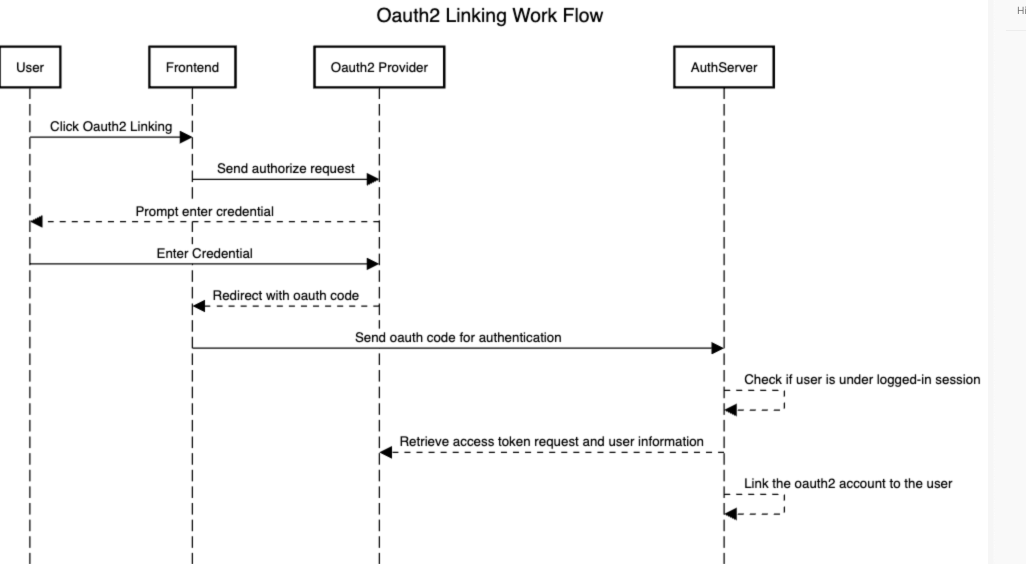 Oauth2 Linking Work Flow
Hi
User
Frontend
Oauth2 Provider
AuthServer
Click Oauth2 Linking
Send authorize request
Prompt enter credential
Enter Credential
Redirect with oauth code
Send oauth code for authentication
Check if user is under logged-in session
Retrieve access token request and user information
Link the oauth2 account to the user